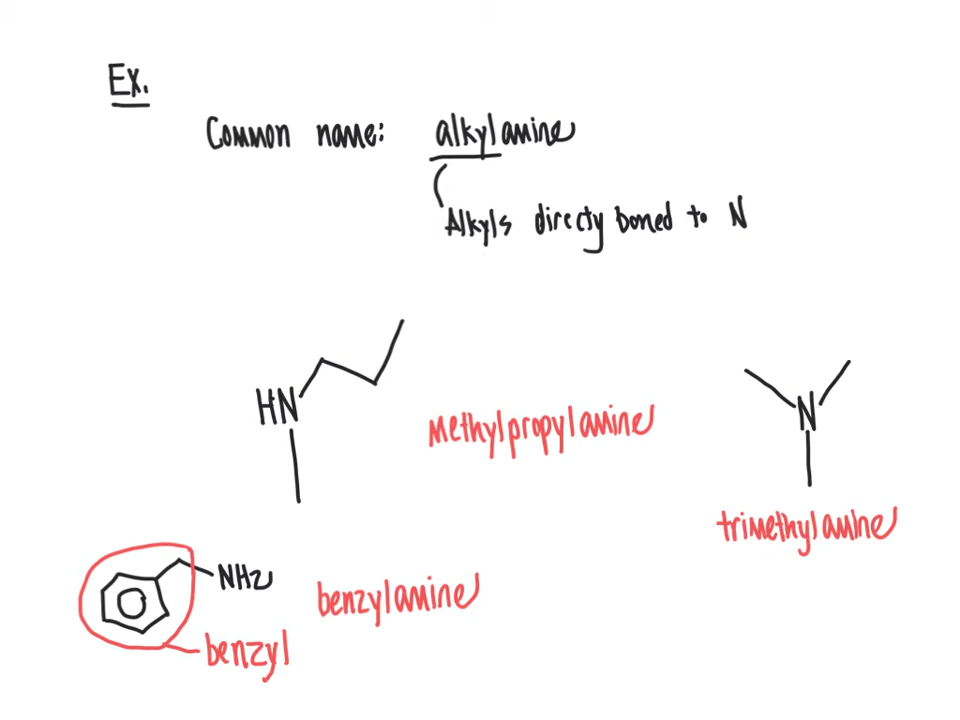 Ex.
Common name: alkylamine
Alkyls directy boned to N
HN
methylpropylamine
N
trimethylamine
NH2
benzylamine
benzyl